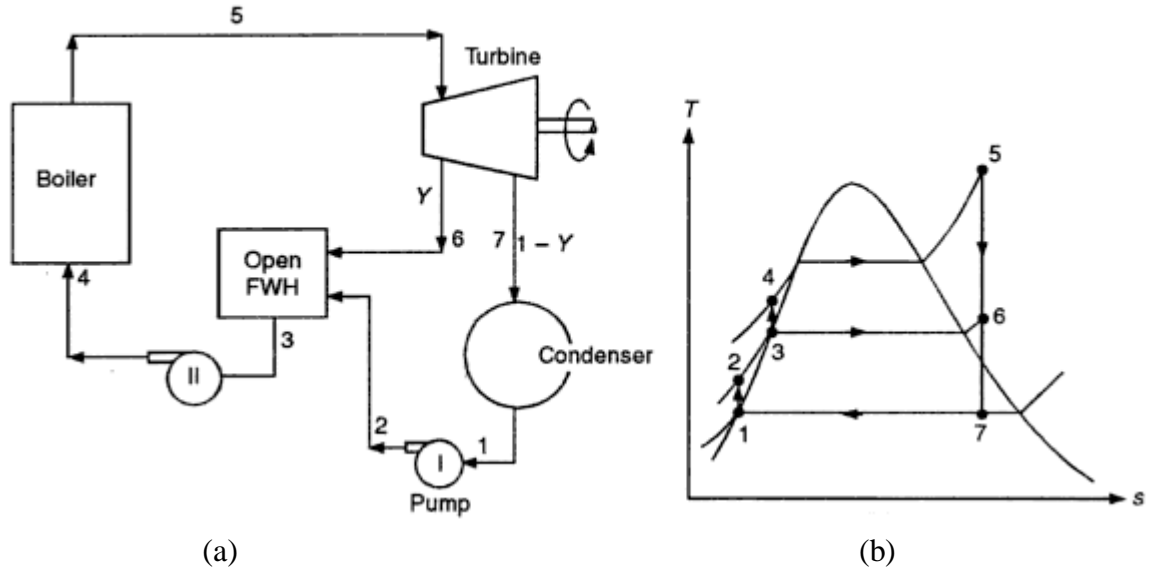 5
Turbine
Boiler
Y
6
7
1 – Y
Open
FWH
4
3
II
Condenser
2
1
I
Pump
(a)
T
5
4
6
2
3
1
7
s
(b)